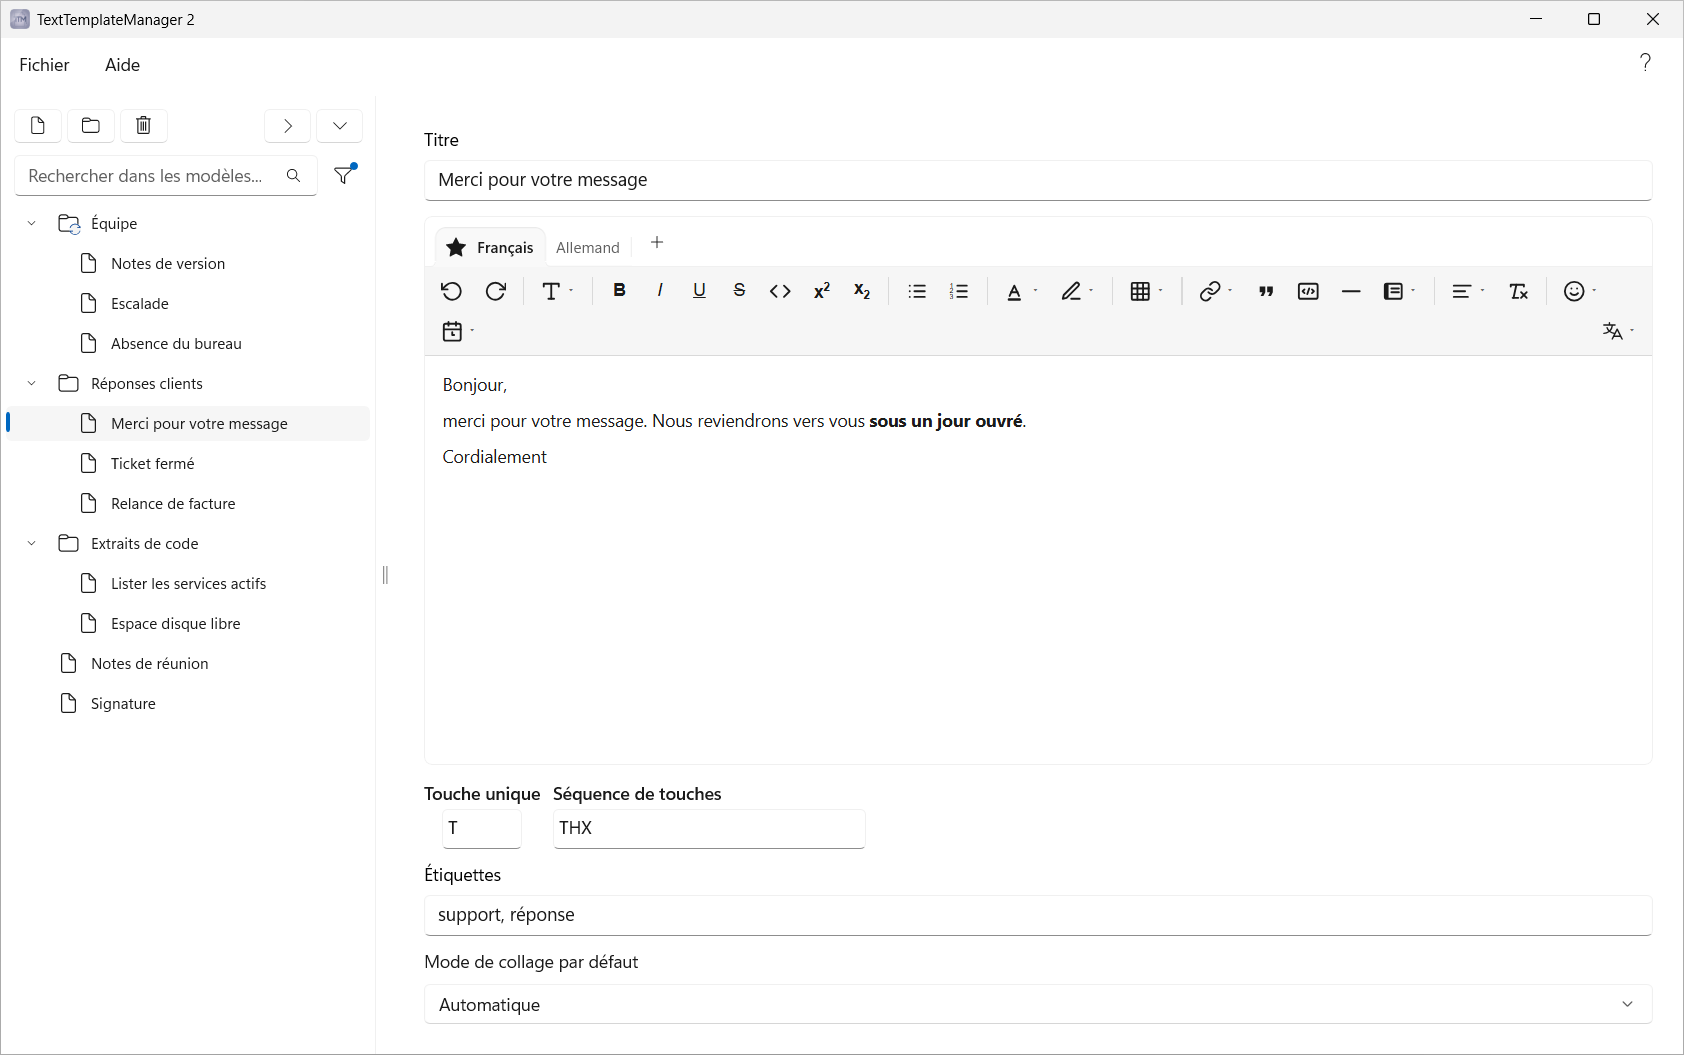 TextTemplateManager 2
Fichier Aide
Rechercher dans les modèles...
Équipe
Notes de version
Escalade
Absence du bureau
Réponses clients
Merci pour votre message
Ticket fermé
Relance de facture
Extraits de code
Lister les services actifs
Espace disque libre
Notes de réunion
Signature
Titre
Merci pour votre message
Français Allemand
Bonjour,
merci pour votre message. Nous reviendrons vers vous sous un jour ouvré.
Cordialement
Touche unique Séquence de touches
T THX
Étiquettes
support, réponse
Mode de collage par défaut
Automatique